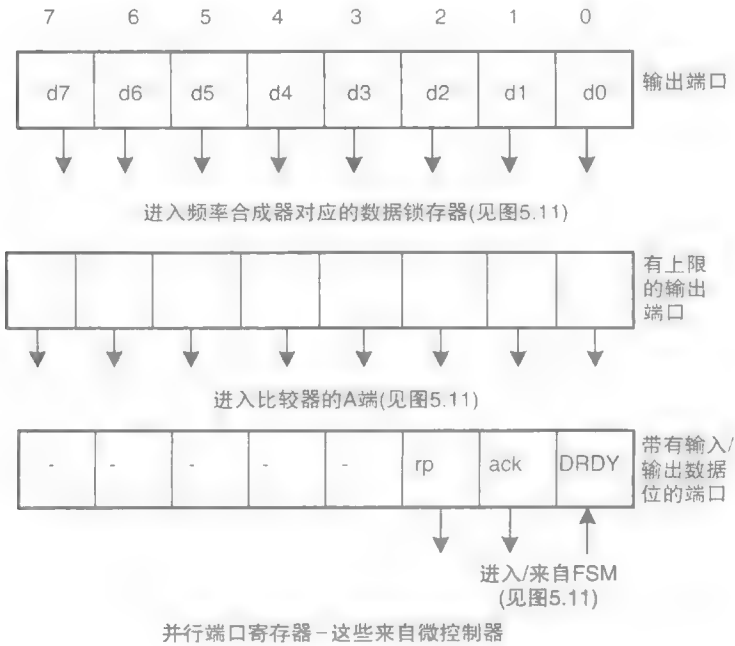 7 6 5 4 3 2 1 0
d7 d6 d5 d4 d3 d2 d1 d0
输出端口
进入频率合成器对应的数据锁存器(见图5.11)
有上限
的输出
端口
进入比较器的A端(见图5.11)
- - - - - rp ack DRDY
带有输入/
输出数据
位的端口
进入/来自FSM
(见图5.11)
并行端口寄存器-这些来自微控制器